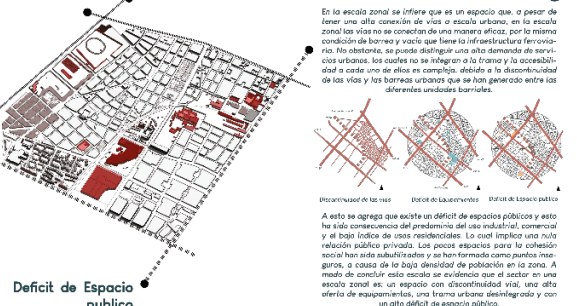 En la escala zonal se infiere que es un espacio que, a pesar de
tener una alta conexión de vías a escala urbana, en la escala
zonal las vías no se conectan de una manera eficaz, por la misma
condición de barrera y vacío que tiene la infraestructura ferrovia-
ria. No obstante, se puede distinguir una alta demanda de servi-
cios urbanos, los cuales no se integran a la trama y la accesibili-
dad a cada uno de ellos es compleja, debido a la discontinuidad
de las vías y las barreas urbanas que se han generado entre las
diferentes unidades barriales.
Discontinuidad de las vías
Deficit de Equipamientos
Deficit de Espacio publico
A esto se agrega que existe un déficit de espacios públicos y esto
ha sido consecuencia del predominio del uso industrial, comercial
y el bajo índice de usos residenciales. Lo cual implica una nula
relación público privada. Los pocos espacios para la cohesión
social han sido subutilizados y se han formado como puntos inse-
guros, a causa de la baja densidad de población en la zona. A
modo de concluir esta escala se evidencia que el sector en una
escala zonal es: un espacio con discontinuidad vial, una alta
oferta de equipamientos, una trama urbana desintegrada y con
un alto déficit de espacio público.
Deficit de Espacio
publico